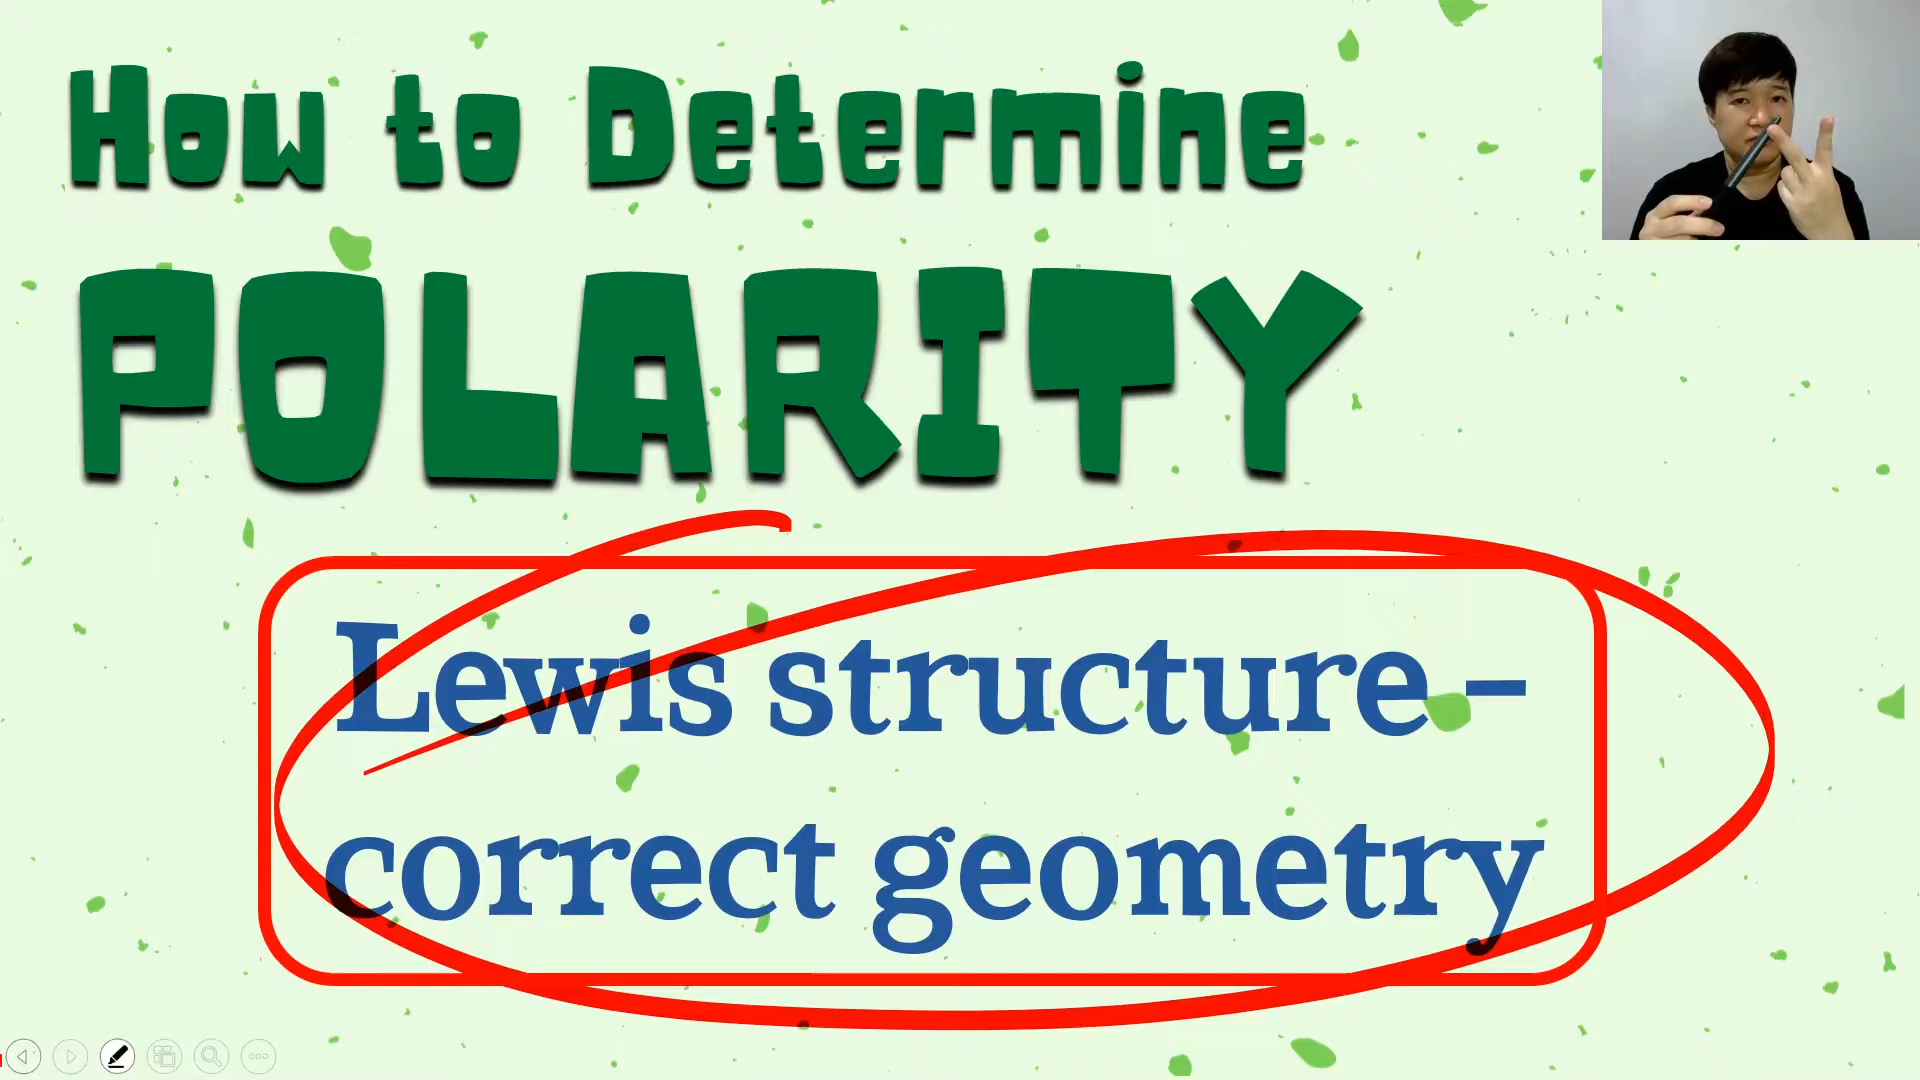 How to Determine
POLARITY
Lewis structure –
correct geometry